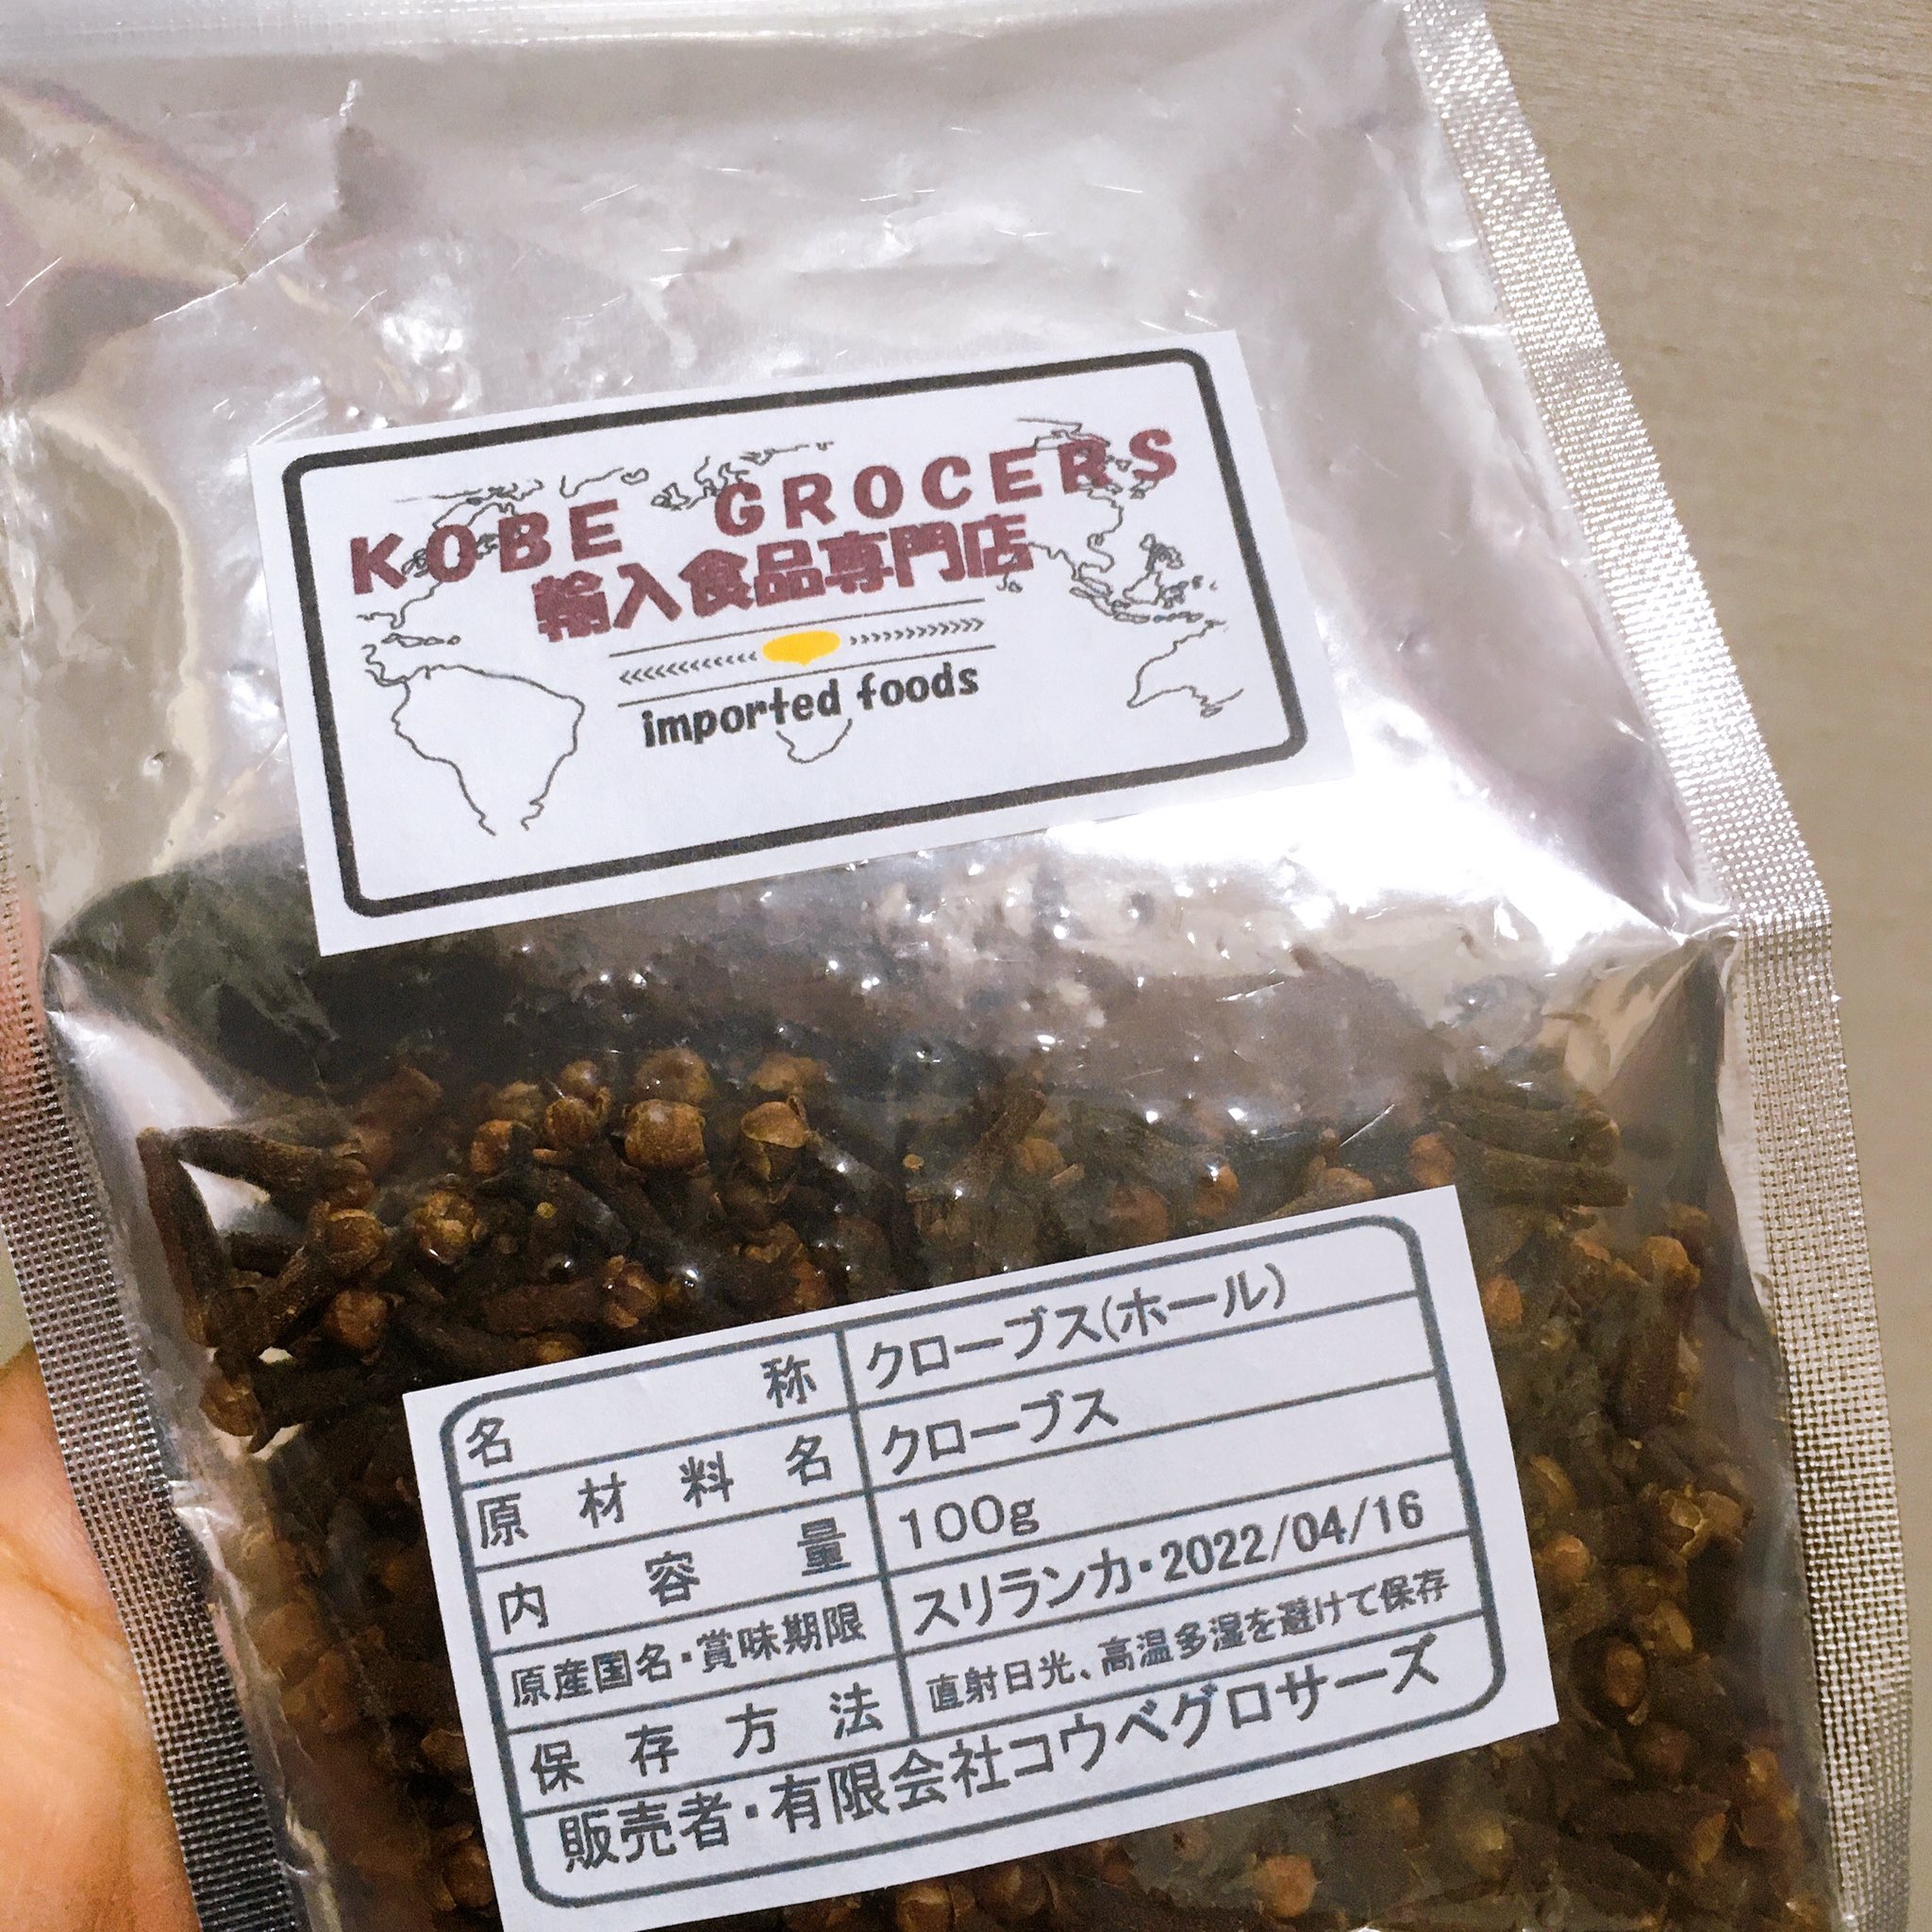 KOBE GROCERS
輸入食品専門店
imported foods
名称 クローブス(ホール)
原材料名 クローブス
内容量 100g
原産国名・賞味期限 スリランカ・2022/04/16
保存方法 直射日光、高温多湿を避けて保存
販売者・有限会社コウベグロサーズ